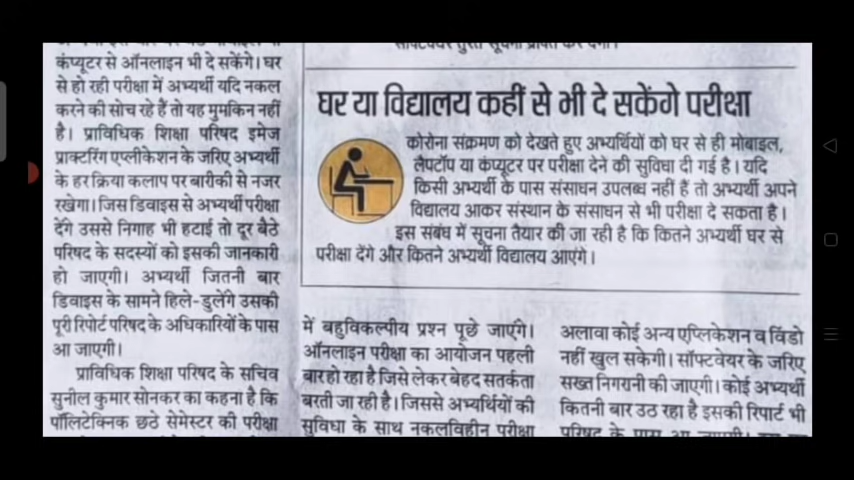 कंप्यूटर से ऑनलाइन भी दे सकेंगे। घर
से हो रही परीक्षा में अभ्यर्थी यदि नकल
करने की सोच रहे हैं तो यह मुमकिन नहीं
है। प्राविधिक शिक्षा परिषद इमेज
प्राक्टरिंग एप्लीकेशन के जरिए अभ्यर्थी
के हर क्रिया कलाप पर बारीकी से नजर
रखेगा। जिस डिवाइस से अभ्यर्थी परीक्षा
देंगे उससे निगाह भी हटाई तो दूर बैठे
परिषद के सदस्यों को इसकी जानकारी
हो जाएगी। अभ्यर्थी जितनी बार
डिवाइस के सामने हिले-डुलेंगे उसकी
पूरी रिपोर्ट परिषद के अधिकारियों के पास
आ जाएगी।
प्राविधिक शिक्षा परिषद के सचिव
सुनील कुमार सोनकर का कहना है कि
पॉलिटेक्निक छठे सेमेस्टर की परीक्षा
घर या विद्यालय कहीं से भी दे सकेंगे परीक्षा
कोरोना संक्रमण को देखते हुए अभ्यर्थियों को घर से ही मोबाइल,
लैपटॉप या कंप्यूटर पर परीक्षा देने की सुविधा दी गई है। यदि
किसी अभ्यर्थी के पास संसाधन उपलब्ध नहीं हैं तो अभ्यर्थी अपने
विद्यालय आकर संस्थान के संसाधन से भी परीक्षा दे सकता है।
इस संबंध में सूचना तैयार की जा रही है कि कितने अभ्यर्थी घर से
परीक्षा देंगे और कितने अभ्यर्थी विद्यालय आएंगे।
में बहुविकल्पीय प्रश्न पूछे जाएंगे।
ऑनलाइन परीक्षा का आयोजन पहली
बार हो रहा है जिसे लेकर बेहद सतर्कता
बरती जा रही है। जिससे अभ्यर्थियों की
सुविधा के साथ नकलविहीन परीक्षा
अलावा कोई अन्य एप्लिकेशन व विंडो
नहीं खुल सकेगी। सॉफ्टवेयर के जरिए
सख्त निगरानी की जाएगी। कोई अभ्यर्थी
कितनी बार उठ रहा है इसकी रिपार्ट भी